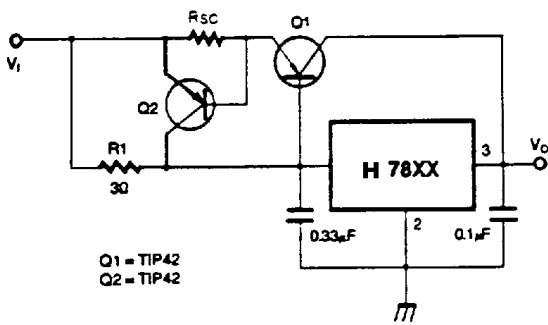 RSC
Q1
VI
Q2
R1
3Ω
H 78XX
3
VO
2
0.33µF
0.1µF
Q1 = TIP42
Q2 = TIP42